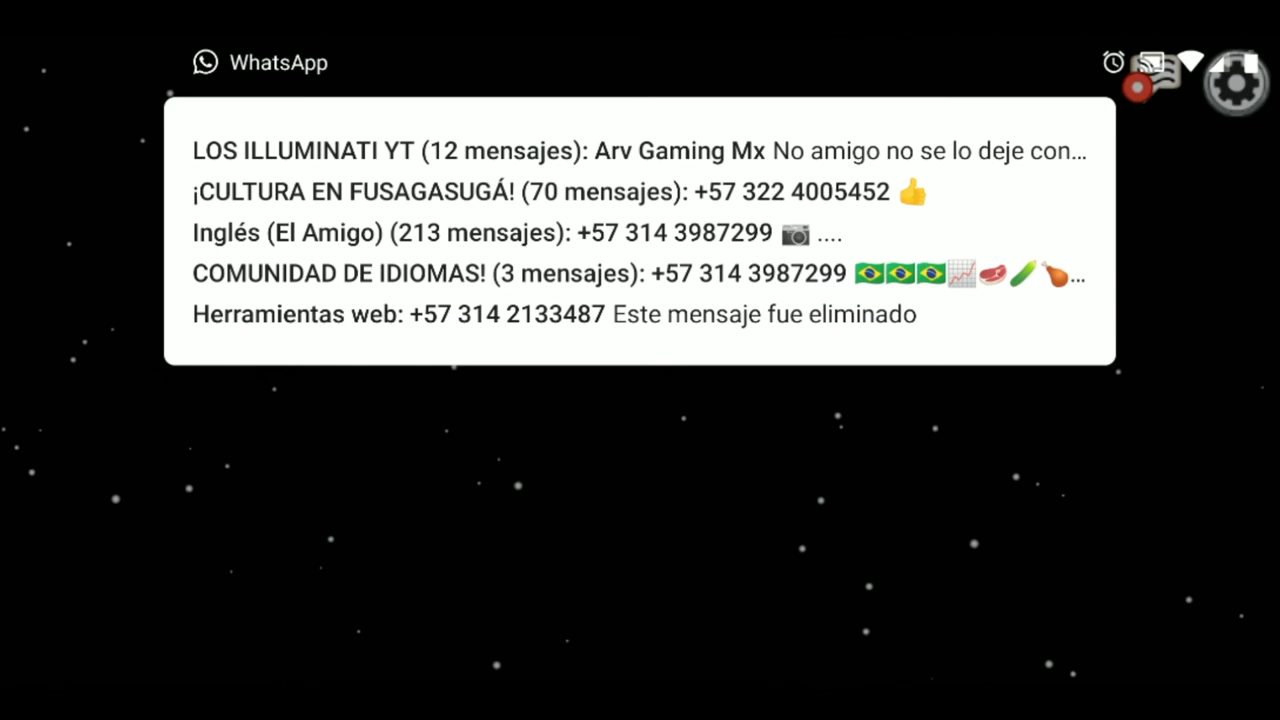 WhatsApp
LOS ILLUMINATI YT (12 mensajes): Arv Gaming Mx No amigo no se lo deje con…
¡CULTURA EN FUSAGASUGÁ! (70 mensajes): +57 322 4005452 👍
Inglés (El Amigo) (213 mensajes): +57 314 3987299 📷 ....
COMUNIDAD DE IDIOMAS! (3 mensajes): +57 314 3987299 🇧🇷🇧🇷🇧🇷📈🥩🥒🍗…
Herramientas web: +57 314 2133487 Este mensaje fue eliminado